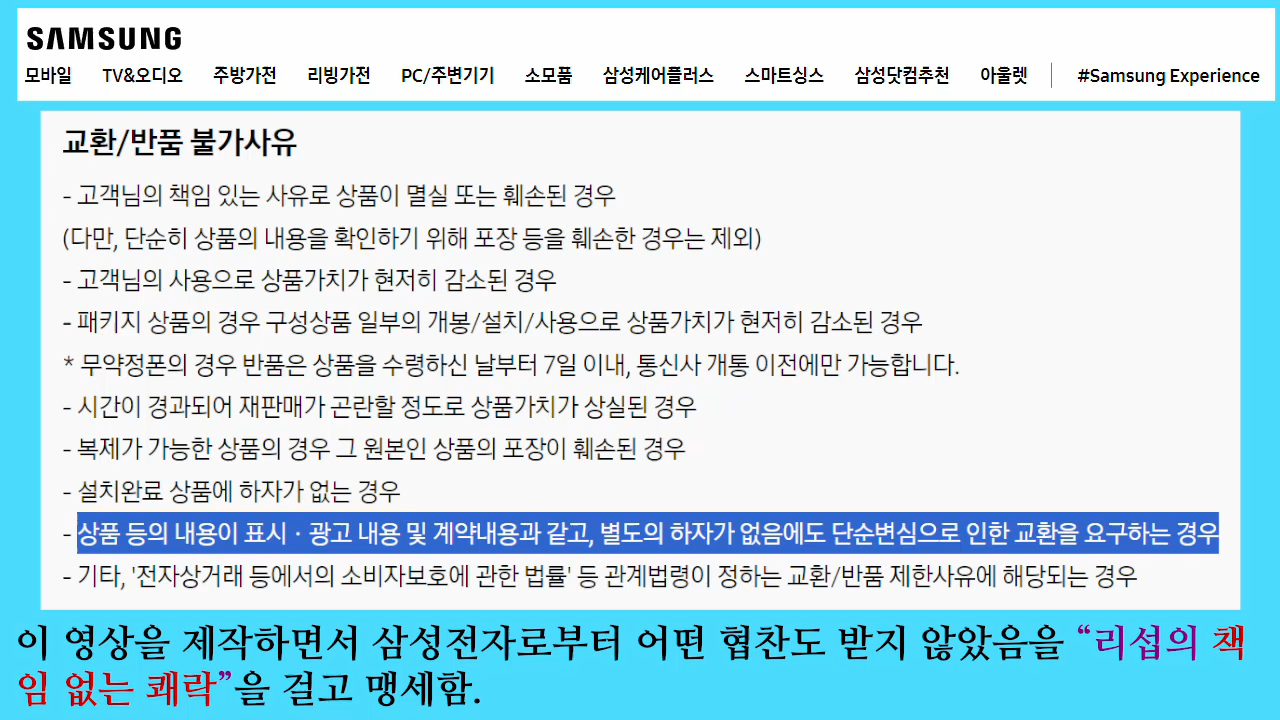 SAMSUNG
모바일 TV&오디오 주방가전 리빙가전 PC/주변기기 소모품 삼성케어플러스 스마트싱스 삼성닷컴추천 아울렛 #Samsung Experience
교환/반품 불가사유
- 고객님의 책임 있는 사유로 상품이 멸실 또는 훼손된 경우
(다만, 단순히 상품의 내용을 확인하기 위해 포장 등을 훼손한 경우는 제외)
- 고객님의 사용으로 상품가치가 현저히 감소된 경우
- 패키지 상품의 경우 구성상품 일부의 개봉/설치/사용으로 상품가치가 현저히 감소된 경우
* 무약정폰의 경우 반품은 상품을 수령하신 날부터 7일 이내, 통신사 개통 이전에만 가능합니다.
- 시간이 경과되어 재판매가 곤란할 정도로 상품가치가 상실된 경우
- 복제가 가능한 상품의 경우 그 원본인 상품의 포장이 훼손된 경우
- 설치완료 상품에 하자가 없는 경우
- 상품 등의 내용이 표시 · 광고 내용 및 계약내용과 같고, 별도의 하자가 없음에도 단순변심으로 인한 교환을 요구하는 경우
- 기타, '전자상거래 등에서의 소비자보호에 관한 법률' 등 관계법령이 정하는 교환/반품 제한사유에 해당되는 경우
이 영상을 제작하면서 삼성전자로부터 어떤 협찬도 받지 않았음을 “리섭의 책
임 없는 쾌락”을 걸고 맹세함.